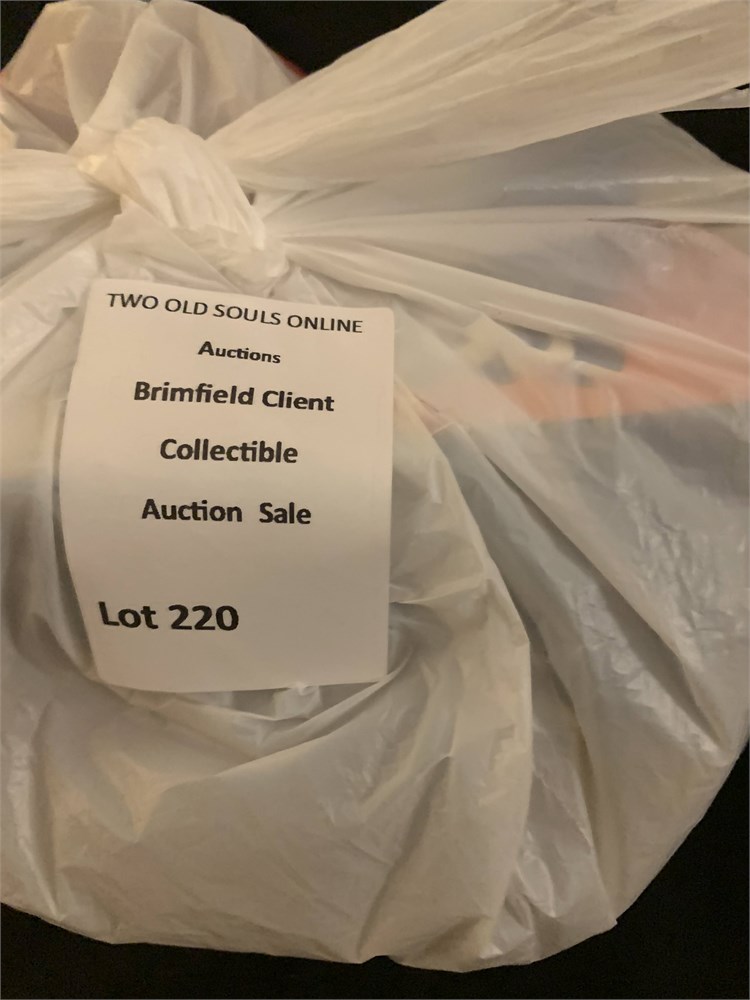 TWO OLD SOULS ONLINE
Auctions
Brimfield Client
Collectible
Auction Sale
Lot 220